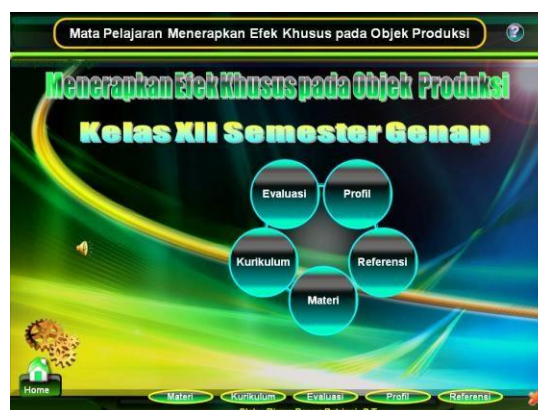 Mata Pelajaran Menerapkan Efek Khusus pada Objek Produksi
?
Menerapkan Efek Khusus pada Objek Produksi
Kelas XII Semester Genap
Evaluasi
Profil
Kurikulum
Referensi
Materi
Home
Materi
Kurikulum
Evaluasi
Profil
Referensi